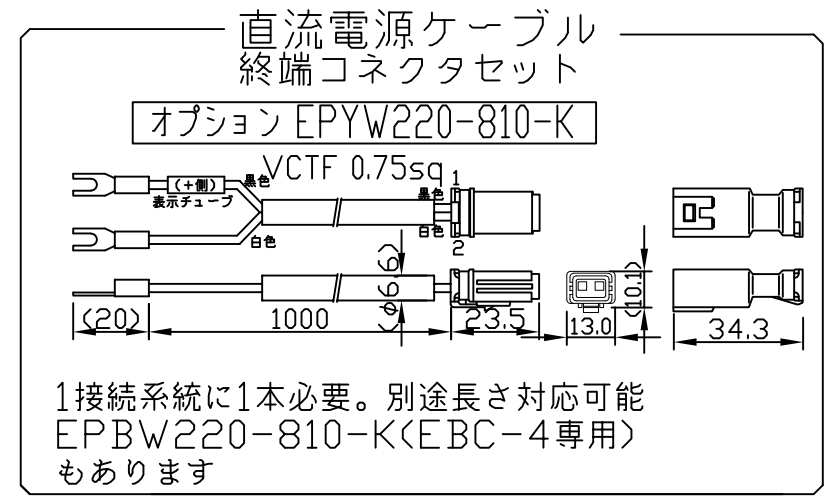 直流電源ケーブル
終端コネクタセット
オプション EPYW220-810-K
VCTF 0.75sq
(+側)
黒色
表示チューブ
白色
黒色
1
白色
2
(20)
1000
(φ6.6)
23.5
13.0
(10.1)
34.3
1接続系統に1本必要。別途長さ対応可能
EPBW220-810-K(EBC-4専用)
もあります